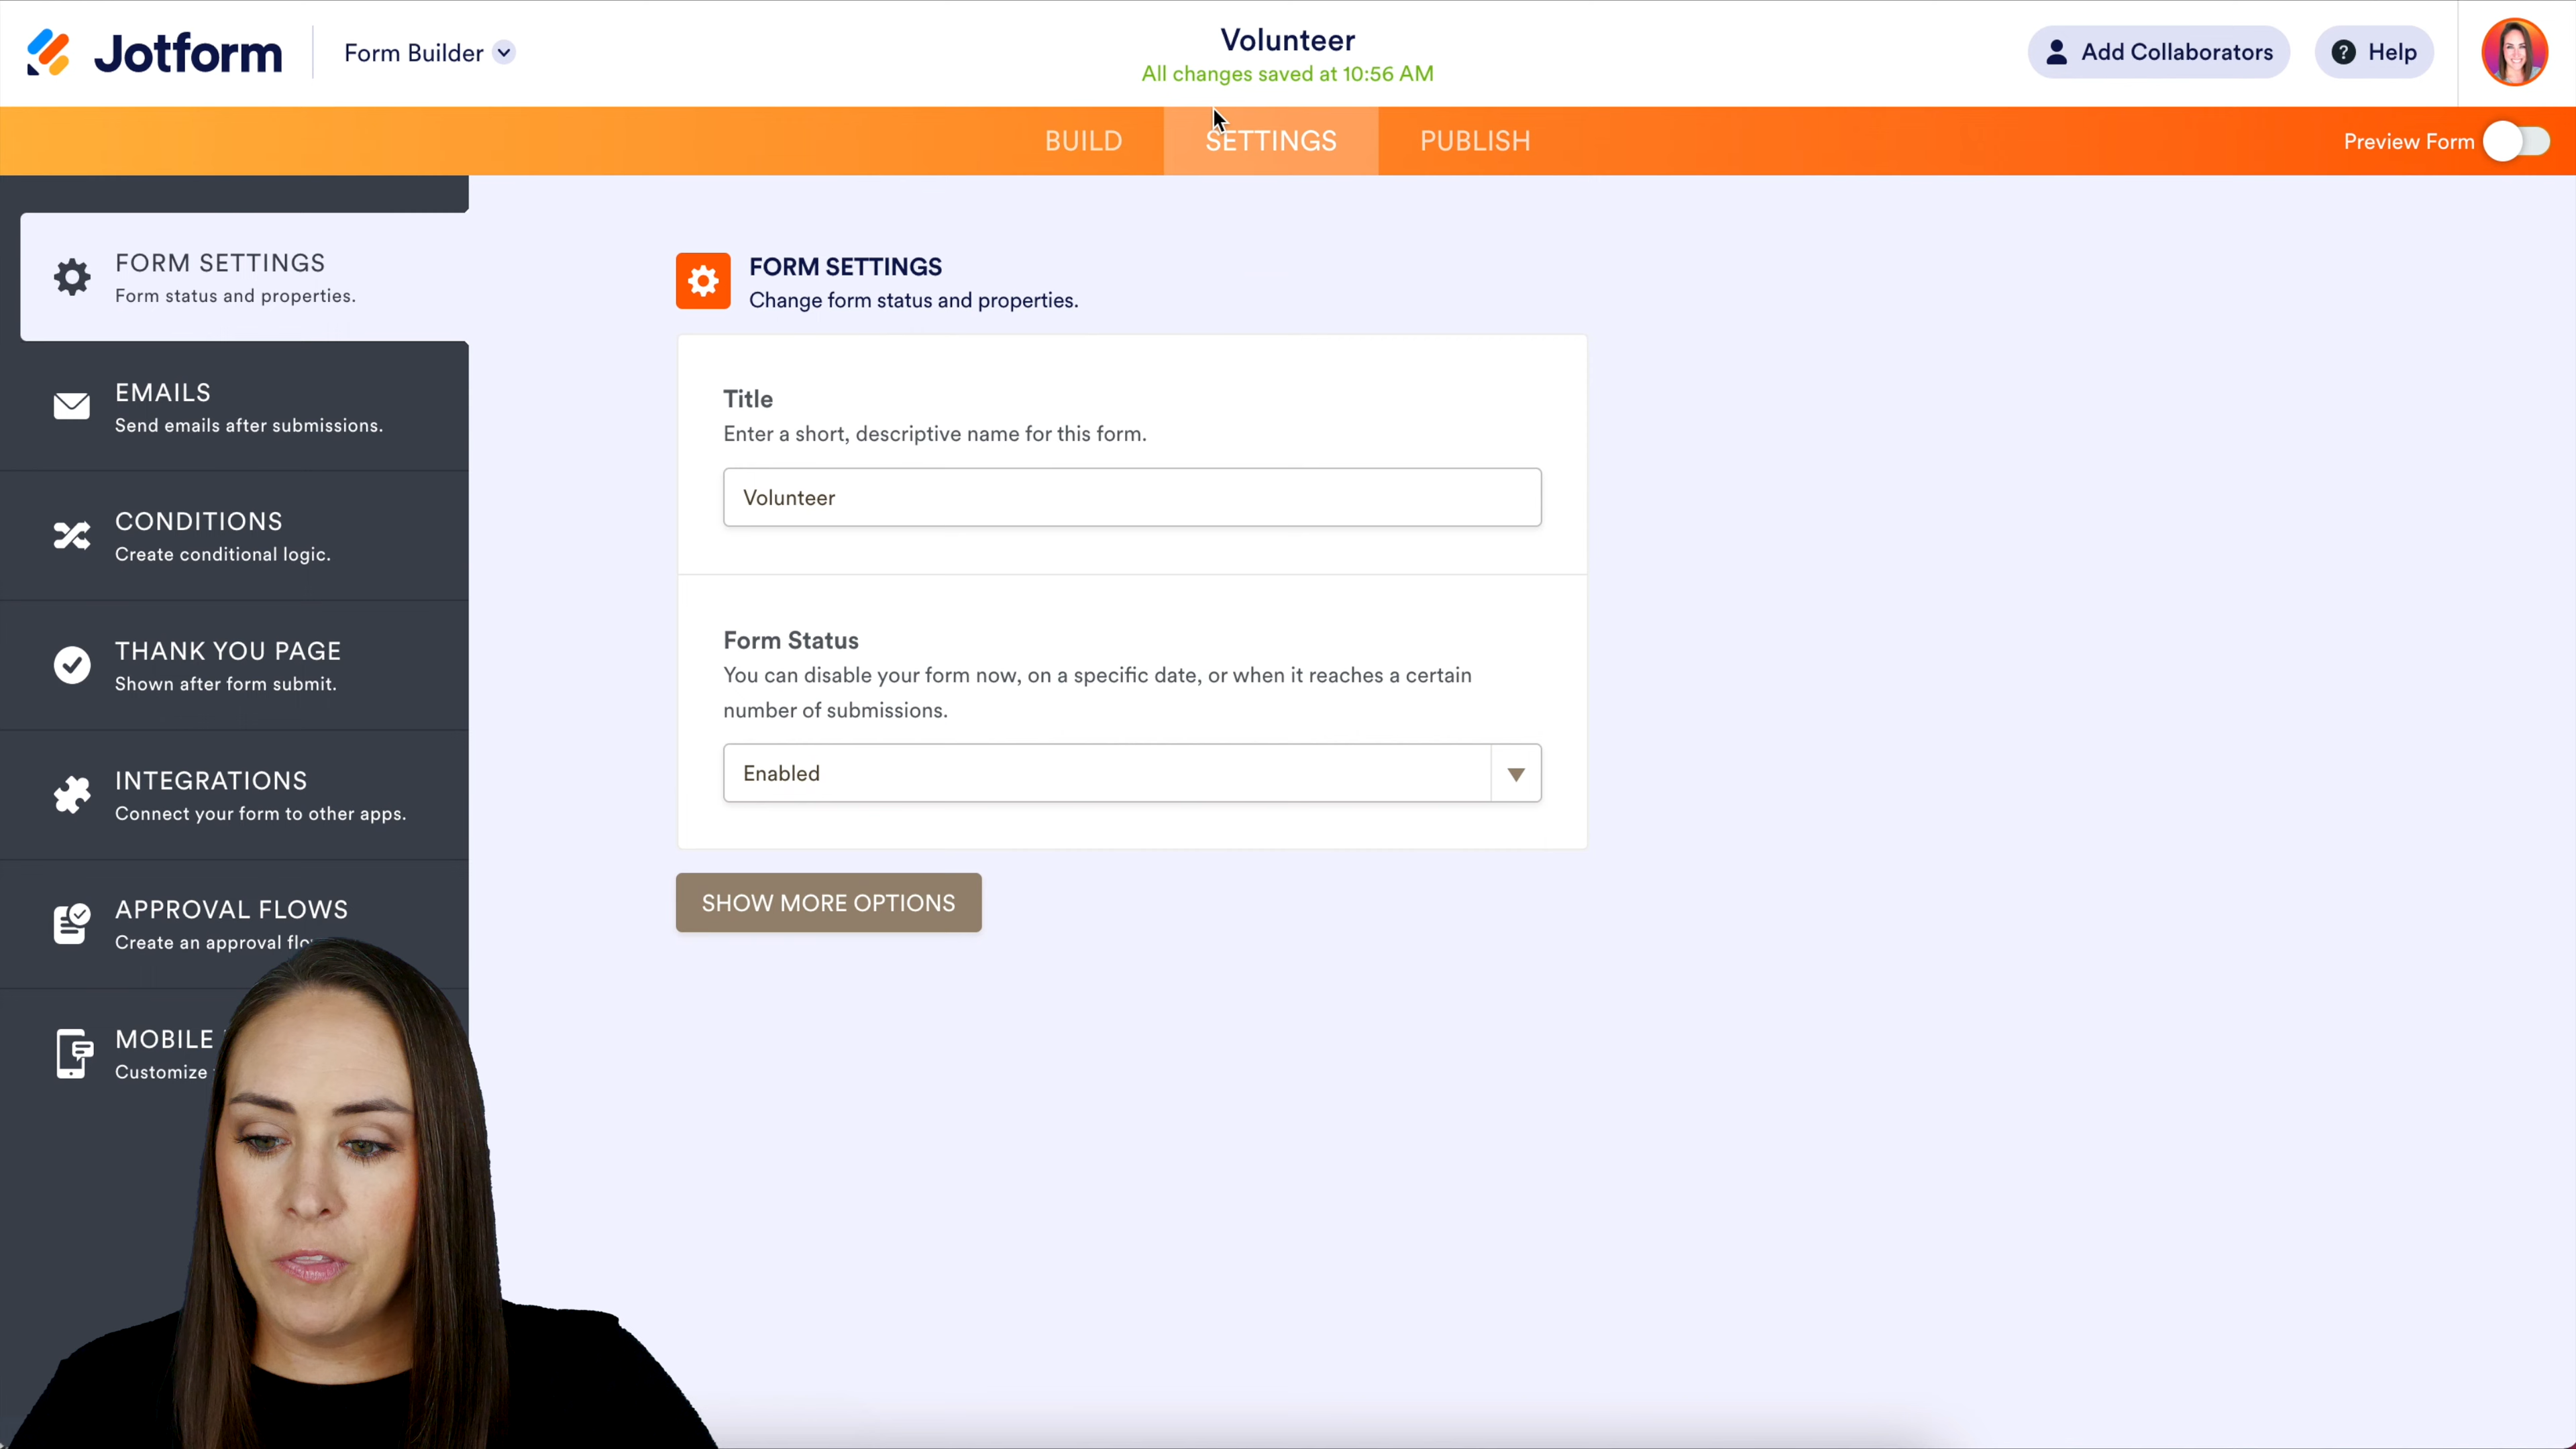 Jotform
Form Builder
Volunteer
All changes saved at 10:56 AM
Add Collaborators
Help
BUILD
SETTINGS
PUBLISH
Preview Form
FORM SETTINGS
Form status and properties.
EMAILS
Send emails after submissions.
CONDITIONS
Create conditional logic.
THANK YOU PAGE
Shown after form submit.
INTEGRATIONS
Connect your form to other apps.
APPROVAL FLOWS
Create an approval
MOBILE
Customize
FORM SETTINGS
Change form status and properties.
Title
Enter a short, descriptive name for this form.
Volunteer
Form Status
You can disable your form now, on a specific date, or when it reaches a certain
number of submissions.
Enabled
SHOW MORE OPTIONS